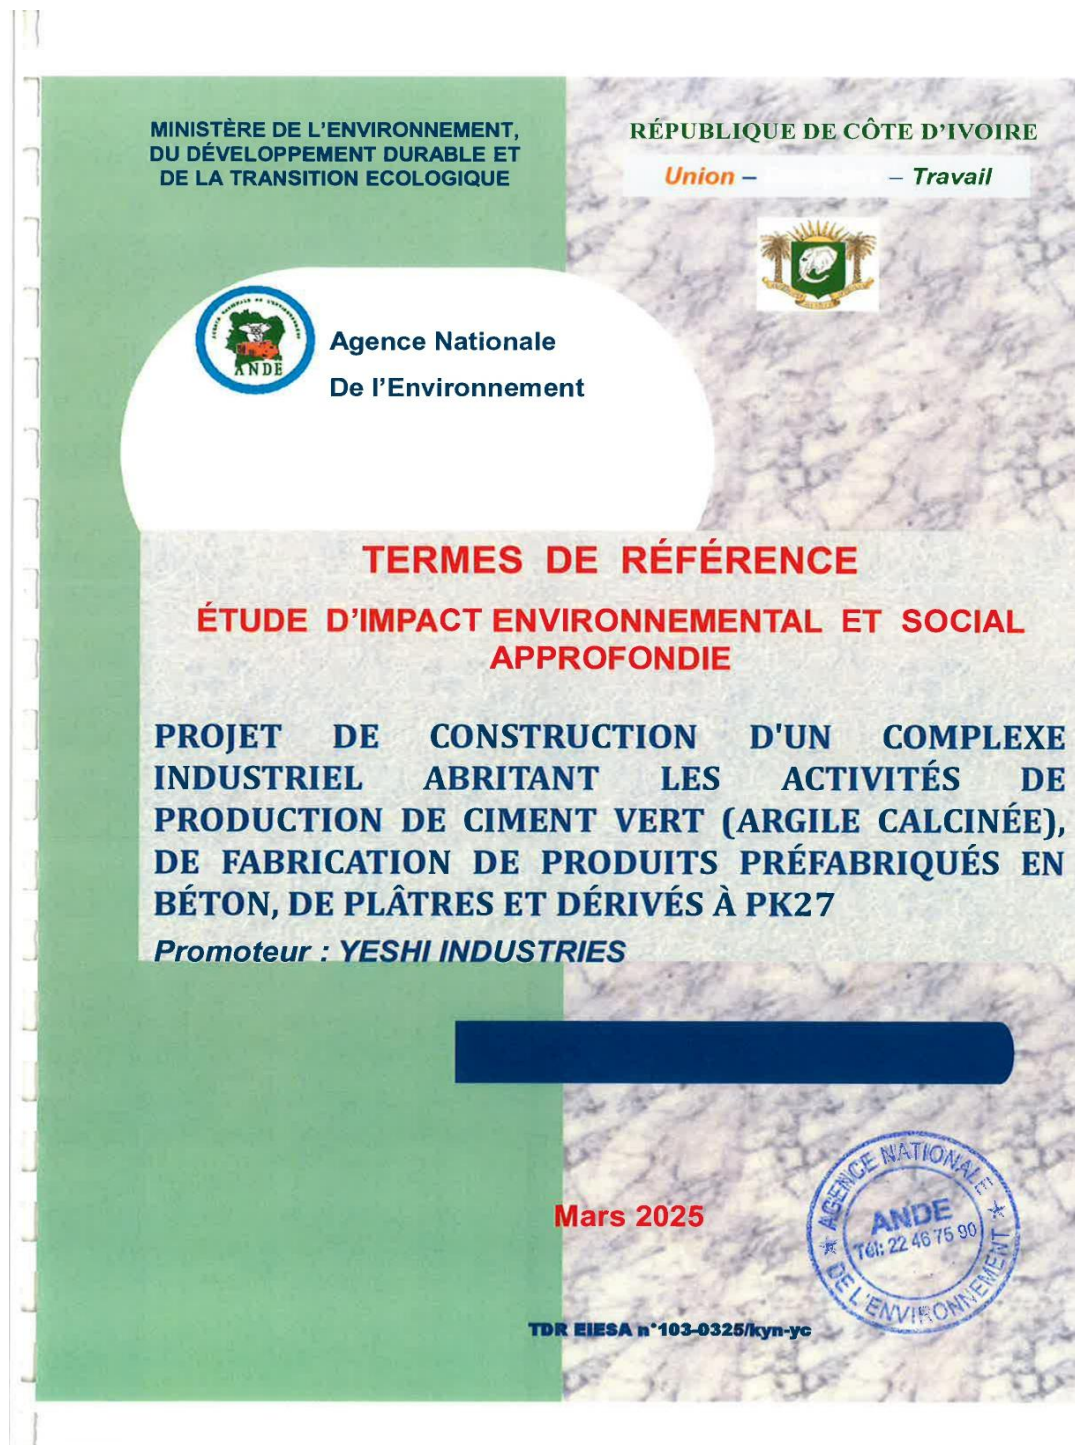 MINISTÈRE DE L'ENVIRONNEMENT,
DU DÉVELOPPEMENT DURABLE ET
DE LA TRANSITION ECOLOGIQUE
RÉPUBLIQUE DE CÔTE D'IVOIRE
Union – – Travail
ANDE
Agence Nationale
De l'Environnement
TERMES DE RÉFÉRENCE
ÉTUDE D'IMPACT ENVIRONNEMENTAL ET SOCIAL
APPROFONDIE
PROJET DE CONSTRUCTION D'UN COMPLEXE
INDUSTRIEL ABRITANT LES ACTIVITÉS DE
PRODUCTION DE CIMENT VERT (ARGILE CALCINÉE),
DE FABRICATION DE PRODUITS PRÉFABRIQUÉS EN
BÉTON, DE PLÂTRES ET DÉRIVÉS À PK27
Promoteur : YESHI INDUSTRIES
Mars 2025
AGENCE NATIONALE
ANDE
Tél: 22 46 75 90
DE L'ENVIRONNEMENT
TDR EIESA n°103-0325/kyn-yc